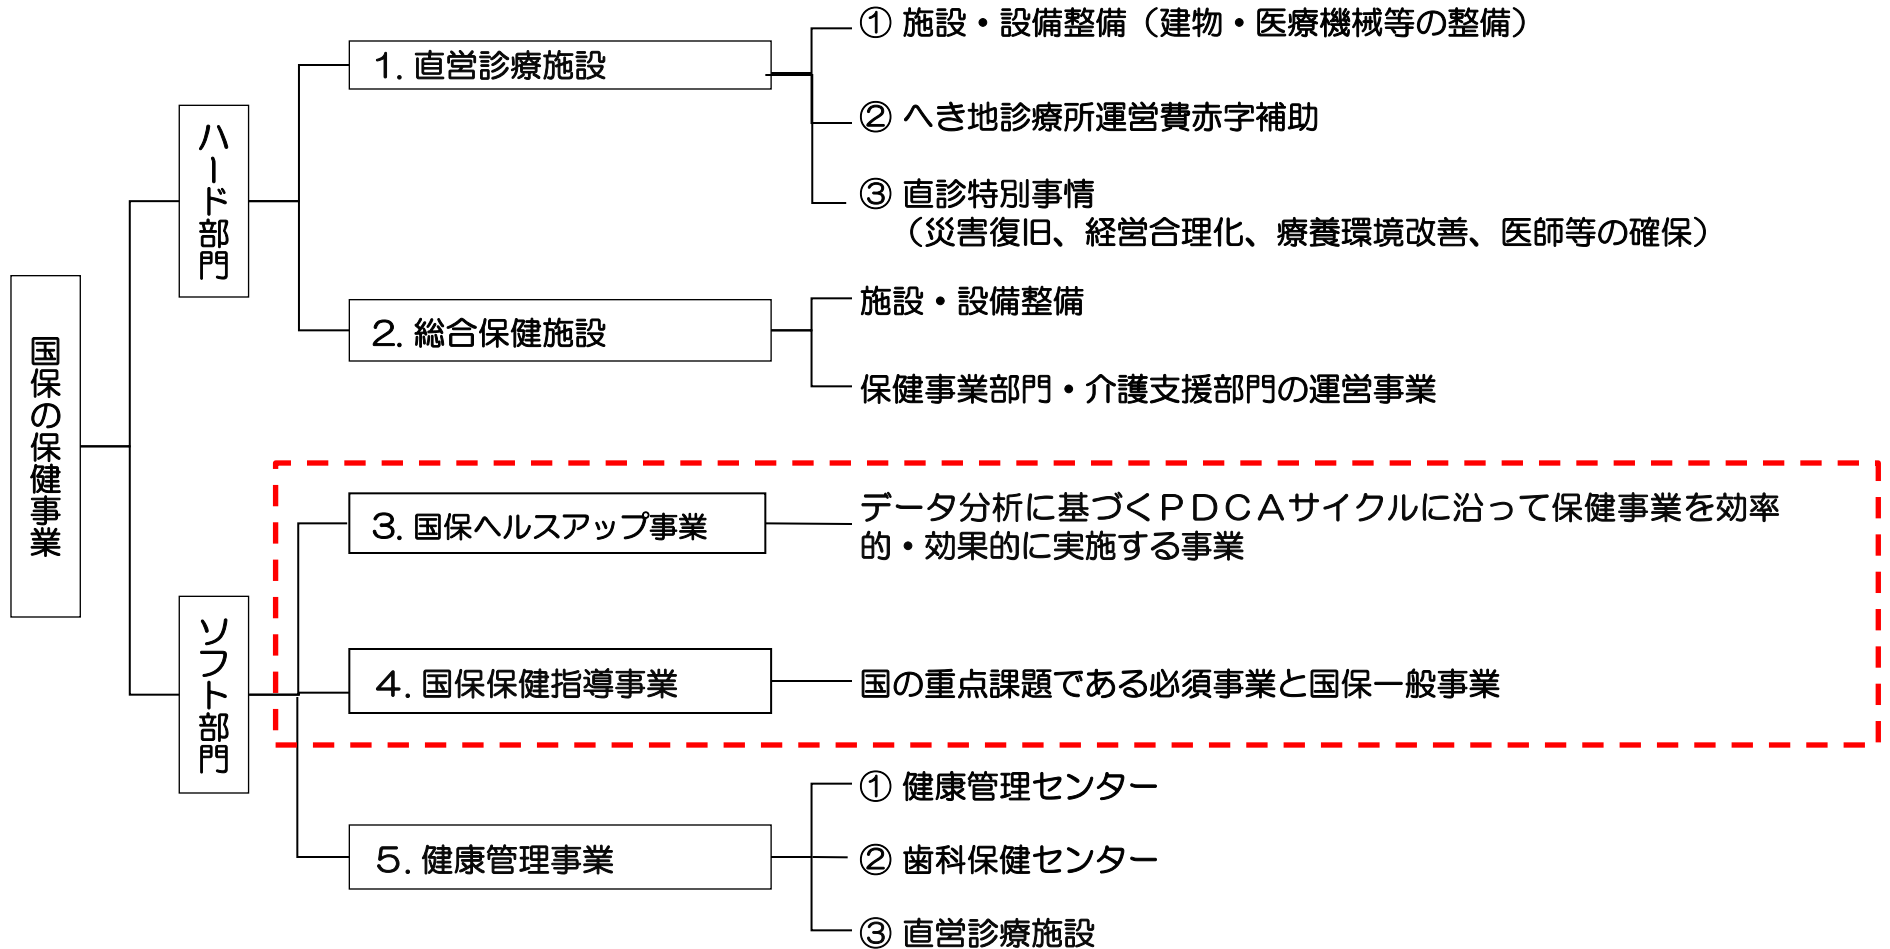 国保の保健事業
ハード部門
1. 直営診療施設
① 施設・設備整備（建物・医療機械等の整備）
② へき地診療所運営費赤字補助
③ 直診特別事情
（災害復旧、経営合理化、療養環境改善、医師等の確保）
2. 総合保健施設
施設・設備整備
保健事業部門・介護支援部門の運営事業
ソフト部門
3. 国保ヘルスアップ事業
データ分析に基づくＰＤＣＡサイクルに沿って保健事業を効率
的・効果的に実施する事業
4. 国保保健指導事業
国の重点課題である必須事業と国保一般事業
5. 健康管理事業
① 健康管理センター
② 歯科保健センター
③ 直営診療施設